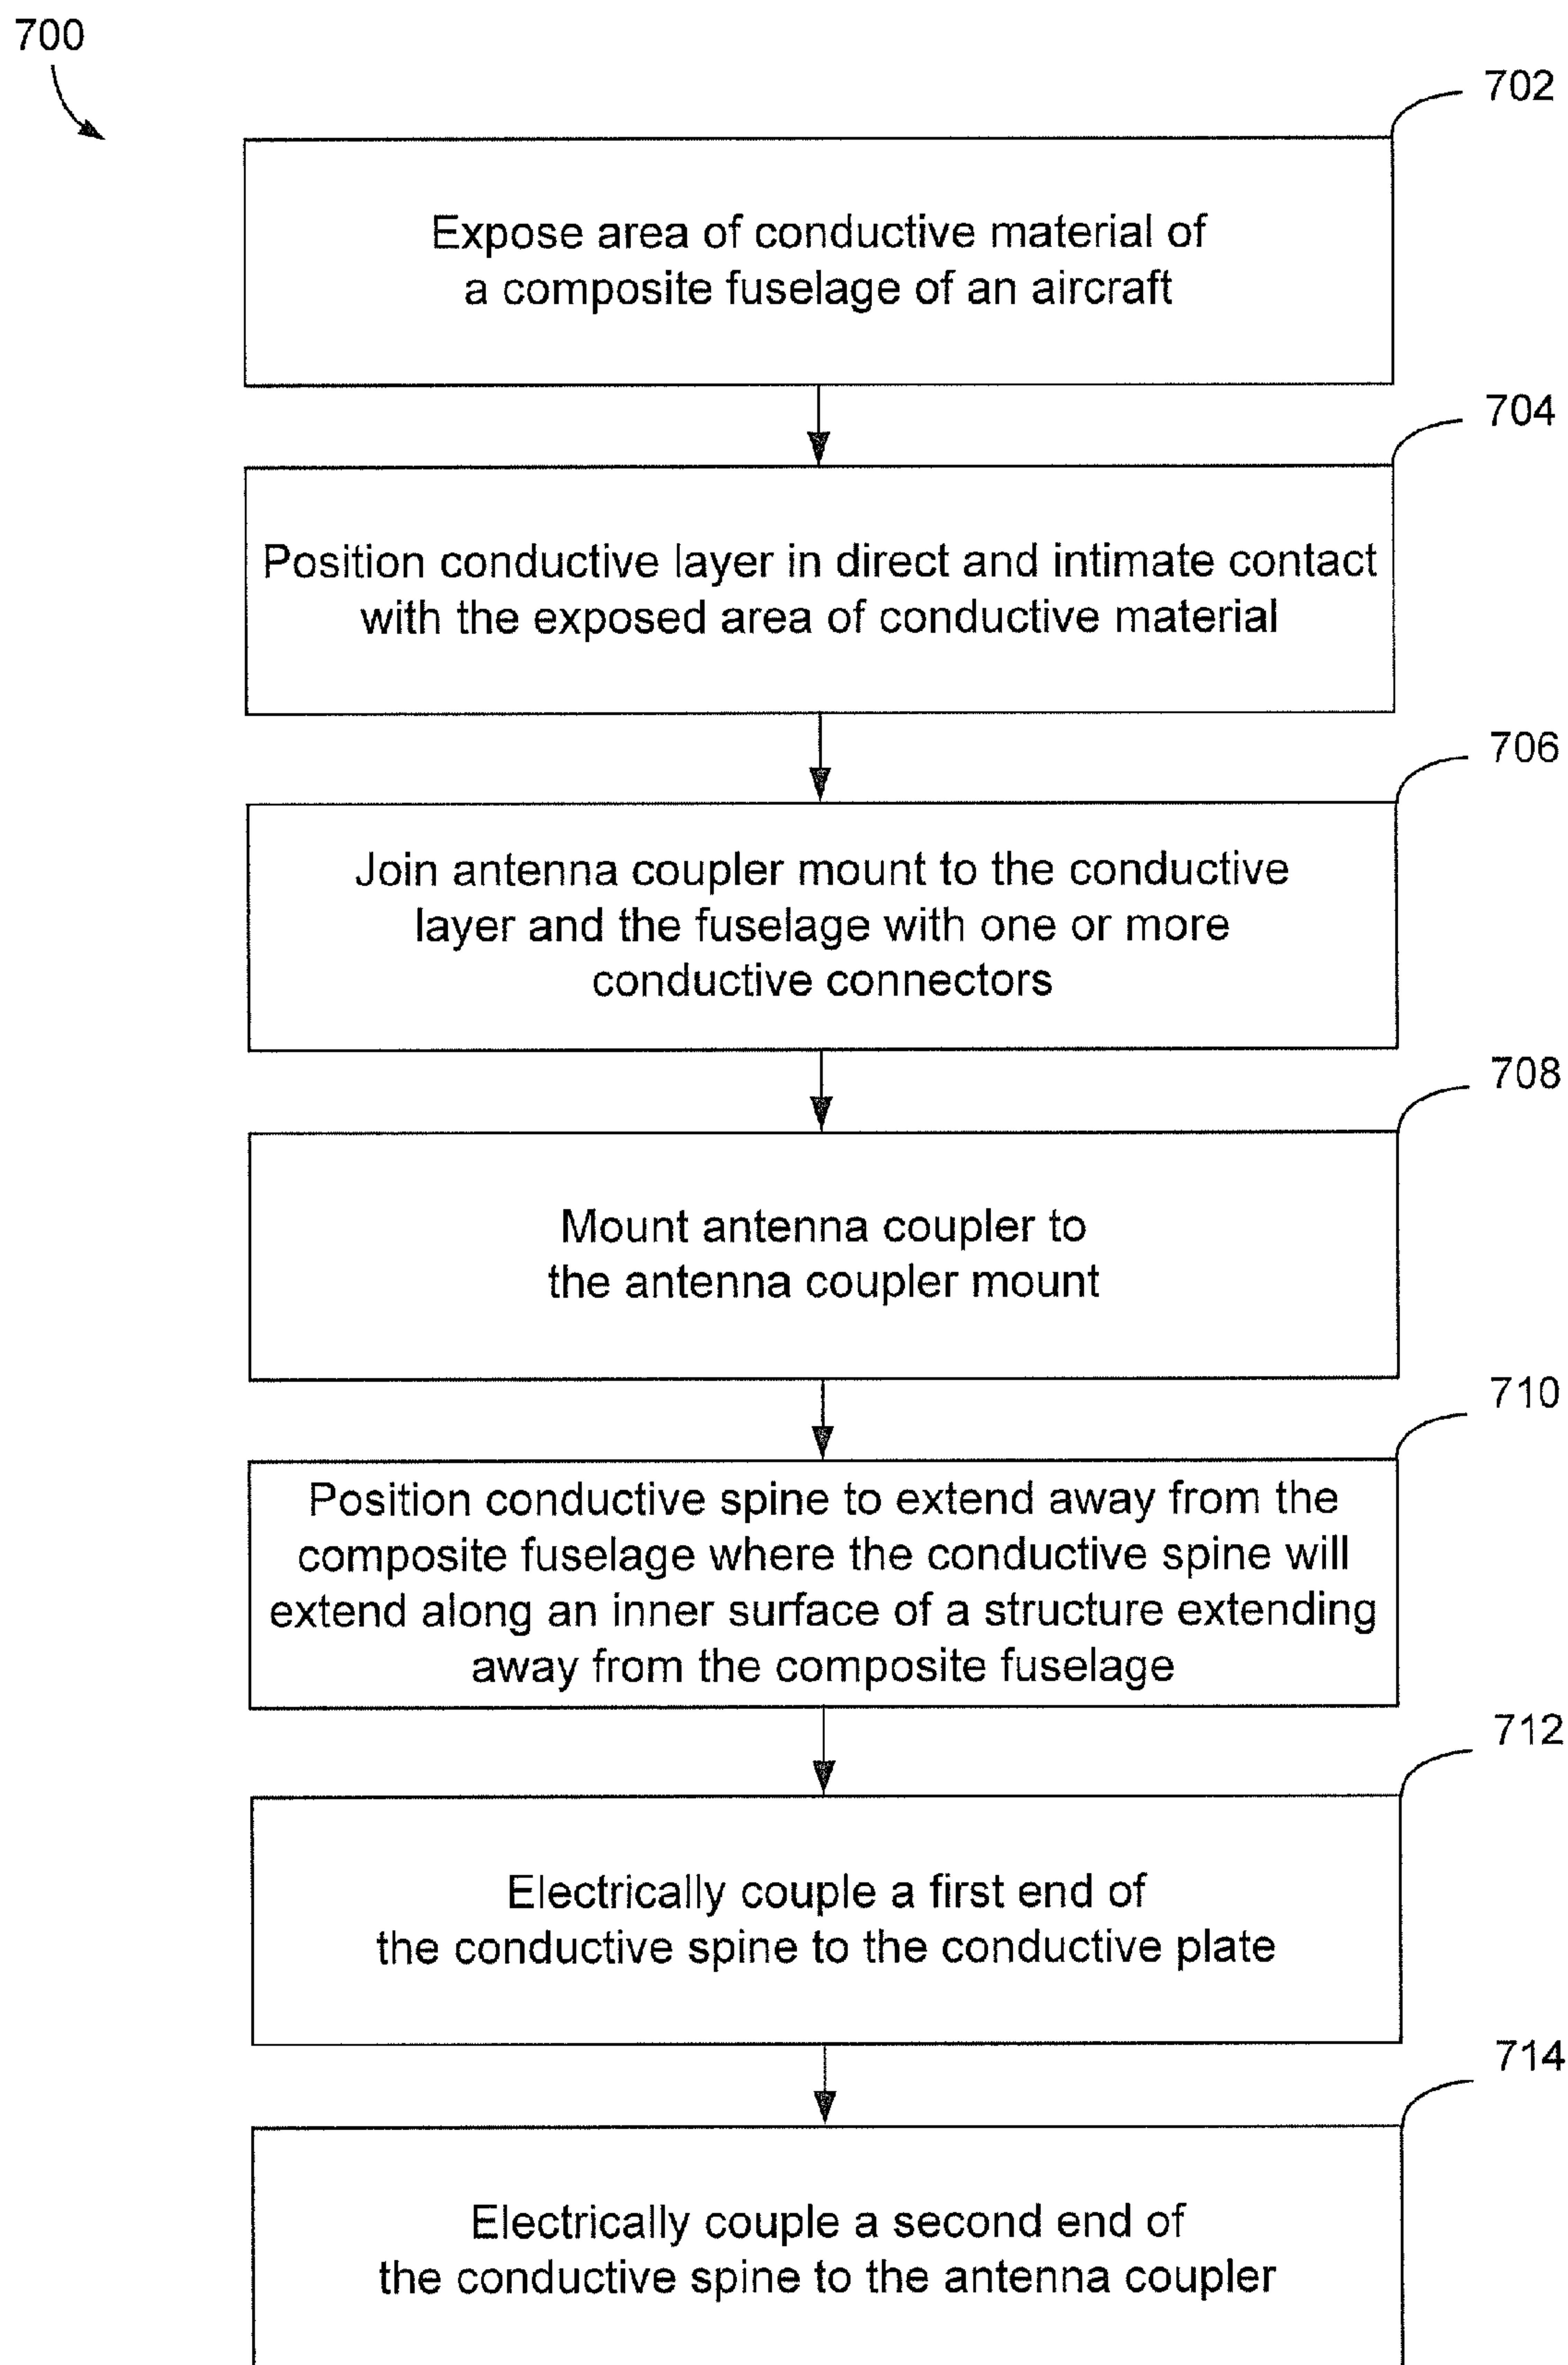 700
702
Expose area of conductive material of
a composite fuselage of an aircraft
704
Position conductive layer in direct and intimate contact
with the exposed area of conductive material
706
Join antenna coupler mount to the conductive
layer and the fuselage with one or more
conductive connectors
708
Mount antenna coupler to
the antenna coupler mount
710
Position conductive spine to extend away from the
composite fuselage where the conductive spine will
extend along an inner surface of a structure extending
away from the composite fuselage
712
Electrically couple a first end of
the conductive spine to the conductive plate
714
Electrically couple a second end of
the conductive spine to the antenna coupler